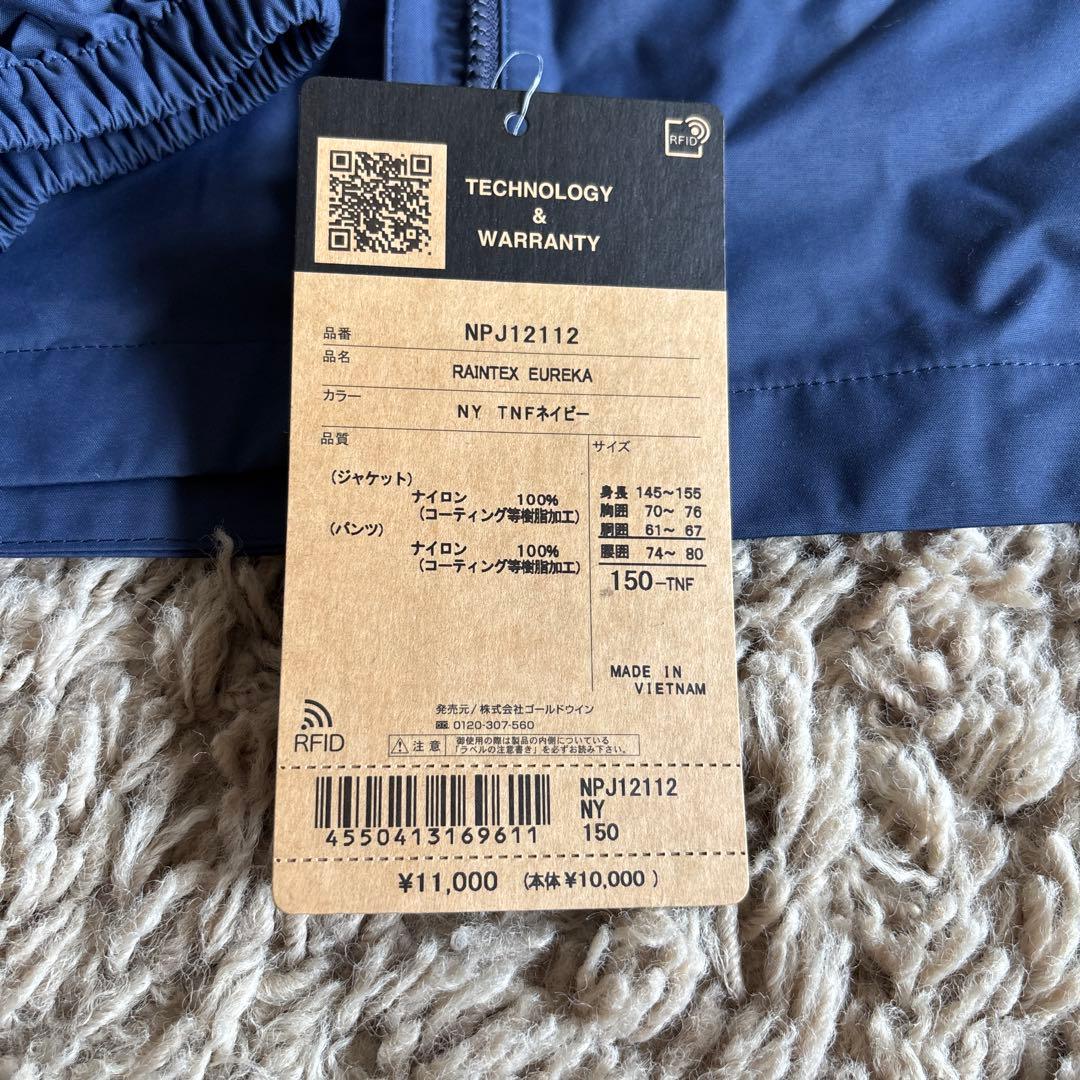 RFID
TECHNOLOGY
&
WARRANTY
品番 NPJ12112
品名 RAINTEX EUREKA
カラー NY TNFネイビー
品質
(ジャケット)
ナイロン 100%
(コーティング等樹脂加工)
(パンツ)
ナイロン 100%
(コーティング等樹脂加工)
サイズ
身長 145~155
胸囲 70~ 76
胴囲 61~ 67
腰囲 74~ 80
150-TNF
MADE IN
VIETNAM
発売元/株式会社ゴールドウイン
0120-307-560
RFID
注意 御使用の際は製品の内側についている
「ラベルの注意書き」を必ずお読み下さい。
4550413169611
NPJ12112
NY
150
¥11,000 (本体¥10,000 )